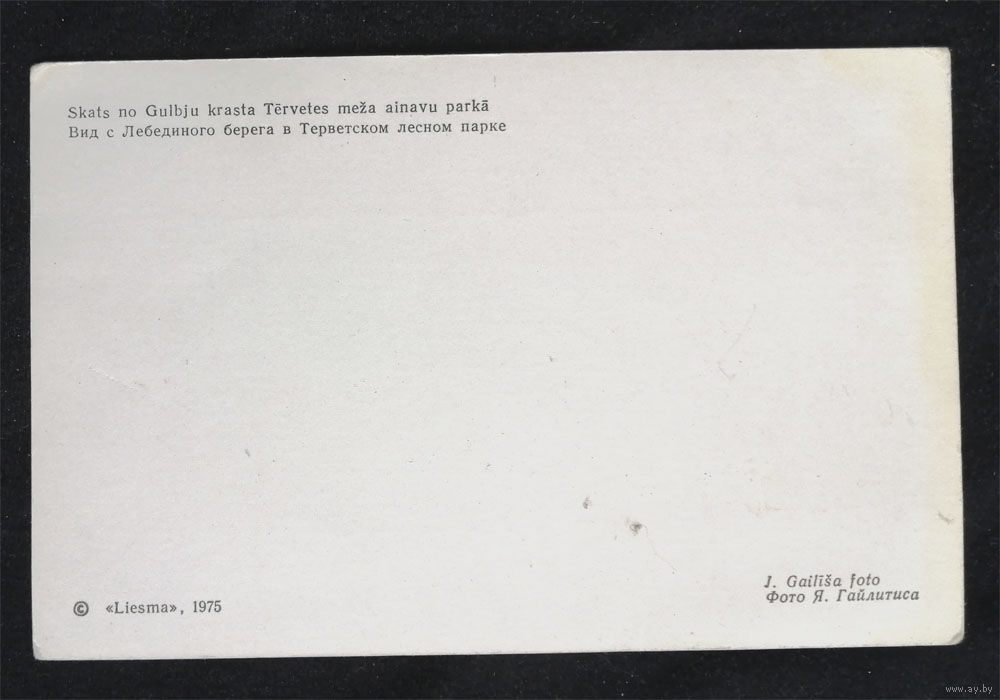 Skats no Gulbju krasta Tērvetes meža ainavu parkā
Вид с Лебединого берега в Терветском лесном парке
© «Liesma», 1975
J. Gailīša foto
Фото Я. Гайлитиса
www.ay.by